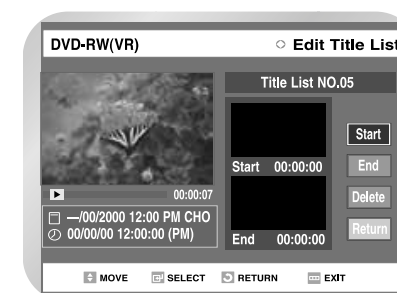 DVD-RW(VR)
Edit Title List
Title List NO.05
Start 00:00:00
End 00:00:00
Start
End
Delete
Return
00:00:07
—/00/2000 12:00 PM CHO
00/00/00 12:00:00 (PM)
MOVE SELECT RETURN EXIT